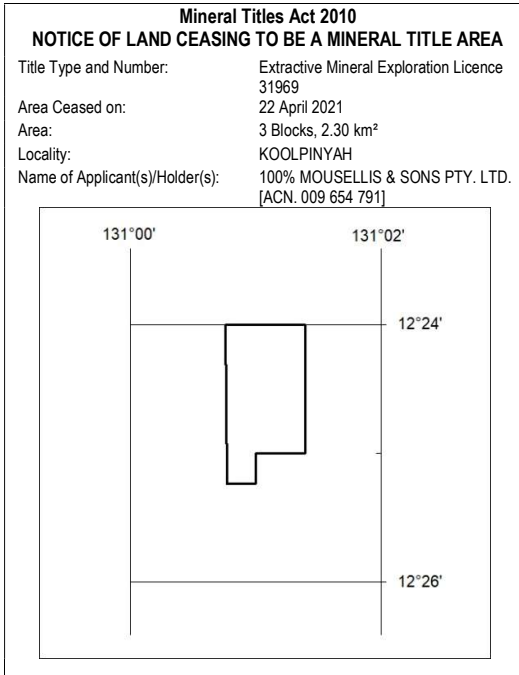 Mineral Titles Act 2010
NOTICE OF LAND CEASING TO BE A MINERAL TITLE AREA
Title Type and Number: Extractive Mineral Exploration Licence
31969
Area Ceased on: 22 April 2021
Area: 3 Blocks, 2.30 km²
Locality: KOOLPINYAH
Name of Applicant(s)/Holder(s): 100% MOUSELLIS & SONS PTY. LTD.
[ACN. 009 654 791]
131°00' 131°02'
12°24'
12°26'